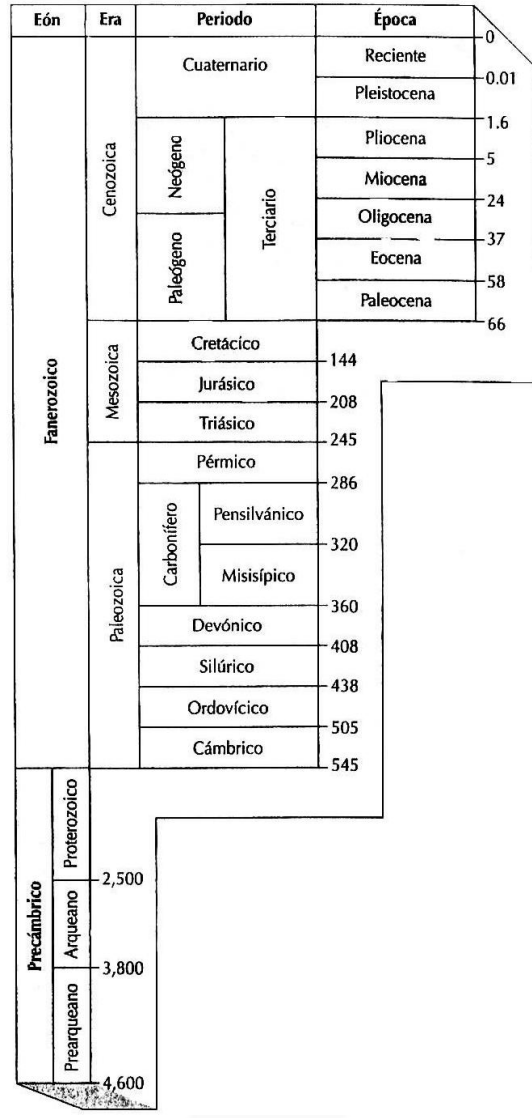 Eón Era Periodo Época
0
Cuaternario Reciente
0.01
Pleistocena
1.6
Cenozoica Neógeno Terciario Pliocena
5
Miocena
24
Paleógeno Oligocena
37
Eocena
58
Paleocena
66
Fanerozoico
Mesozoica Cretácico
144
Jurásico
208
Triásico
245
Paleozoica Pérmico
286
Carbonífero Pensilvánico
320
Misisípico
360
Devónico
408
Silúrico
438
Ordovícico
505
Cámbrico
545
Precámbrico Proterozoico
2,500
Arqueano
3,800
Prearqueano
4,600